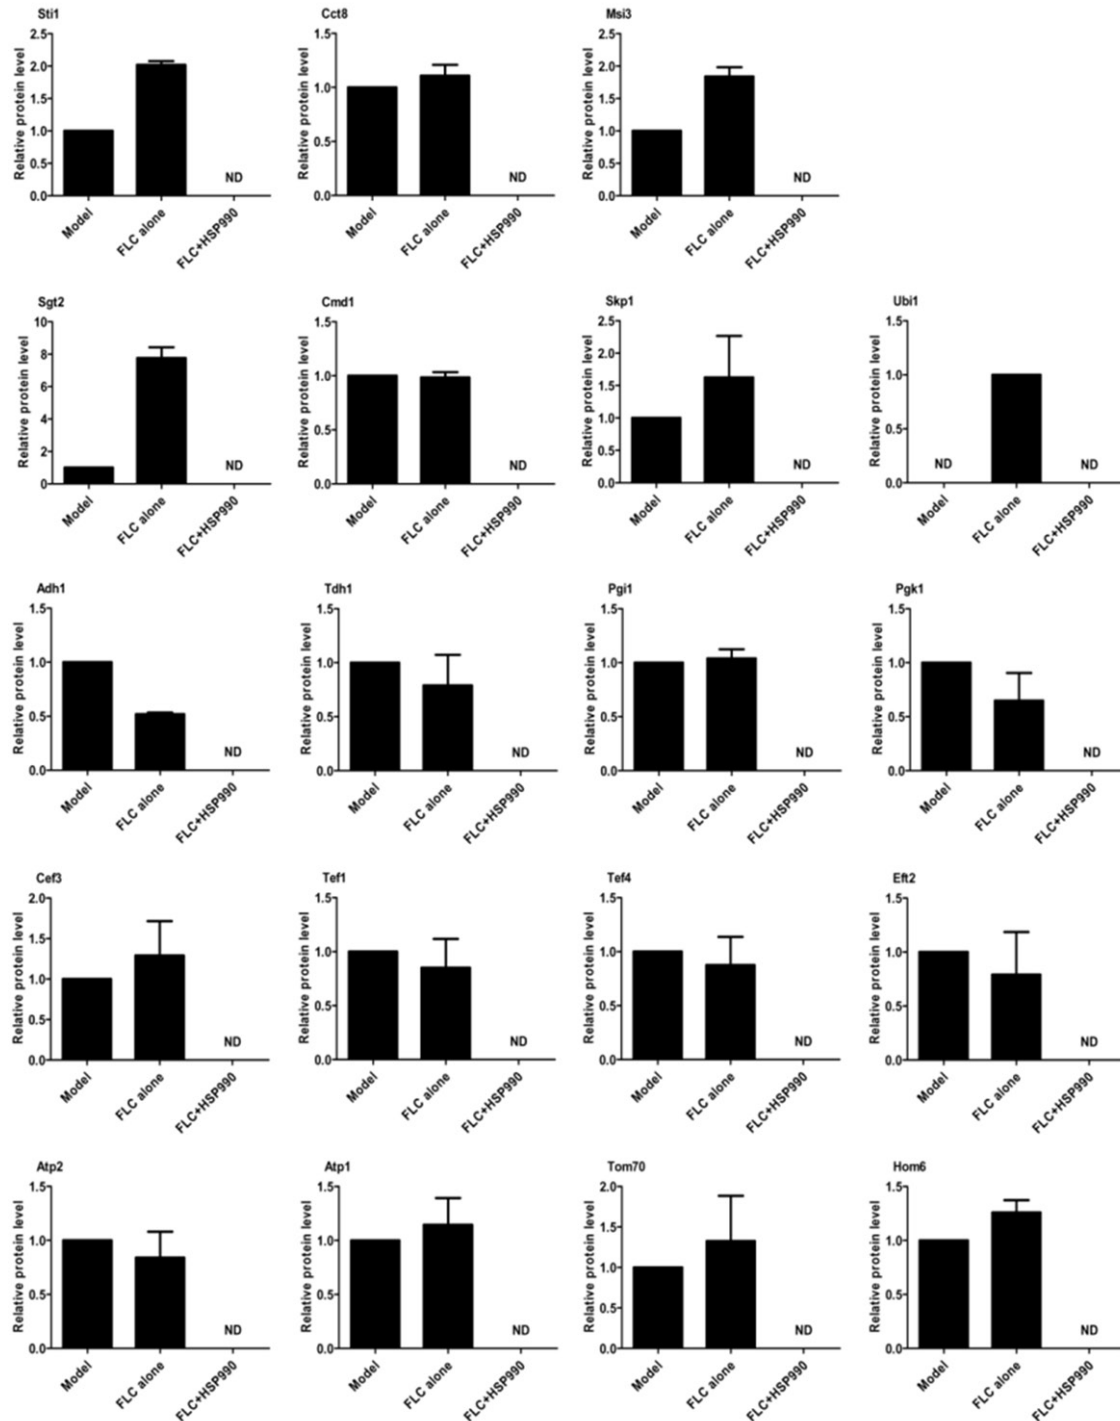 Sti1 Cct8 Msi3
Relative protein level Relative protein level Relative protein level
2.5 1.5 2.5
2.0 1.0 2.0
1.5 0.5 1.5
1.0 0.0 1.0
0.5 0.5
0.0 0.0
ND ND ND
Model FLC alone FLC+HSP990 Model FLC alone FLC+HSP990 Model FLC alone FLC+HSP990
Sgt2 Cmd1 Skp1 Ubi1
Relative protein level Relative protein level Relative protein level Relative protein level
10 1.5 2.5 1.5
8 1.0 2.0 1.0
6 0.5 1.5 0.5
4 0.0 1.0 0.0
2 0.5
0 0.0
ND ND ND ND ND
Model FLC alone FLC+HSP990 Model FLC alone FLC+HSP990 Model FLC alone FLC+HSP990 Model FLC alone FLC+HSP990
Adh1 Tdh1 Pgi1 Pgk1
Relative protein level Relative protein level Relative protein level Relative protein level
1.5 1.5 1.5 1.5
1.0 1.0 1.0 1.0
0.5 0.5 0.5 0.5
0.0 0.0 0.0 0.0
ND ND ND ND
Model FLC alone FLC+HSP990 Model FLC alone FLC+HSP990 Model FLC alone FLC+HSP990 Model FLC alone FLC+HSP990
Cef3 Tef1 Tef4 Eft2
Relative protein level Relative protein level Relative protein level Relative protein level
2.0 1.5 1.5 1.5
1.5 1.0 1.0 1.0
1.0 0.5 0.5 0.5
0.5 0.0 0.0 0.0
0.0
ND ND ND ND
Model FLC alone FLC+HSP990 Model FLC alone FLC+HSP990 Model FLC alone FLC+HSP990 Model FLC alone FLC+HSP990
Atp2 Atp1 Tom70 Hom6
Relative protein level Relative protein level Relative protein level Relative protein level
1.5 1.5 2.0 1.5
1.0 1.0 1.5 1.0
0.5 0.5 1.0 0.5
0.0 0.0 0.5 0.0
0.0
ND ND ND ND
Model FLC alone FLC+HSP990 Model FLC alone FLC+HSP990 Model FLC alone FLC+HSP990 Model FLC alone FLC+HSP990